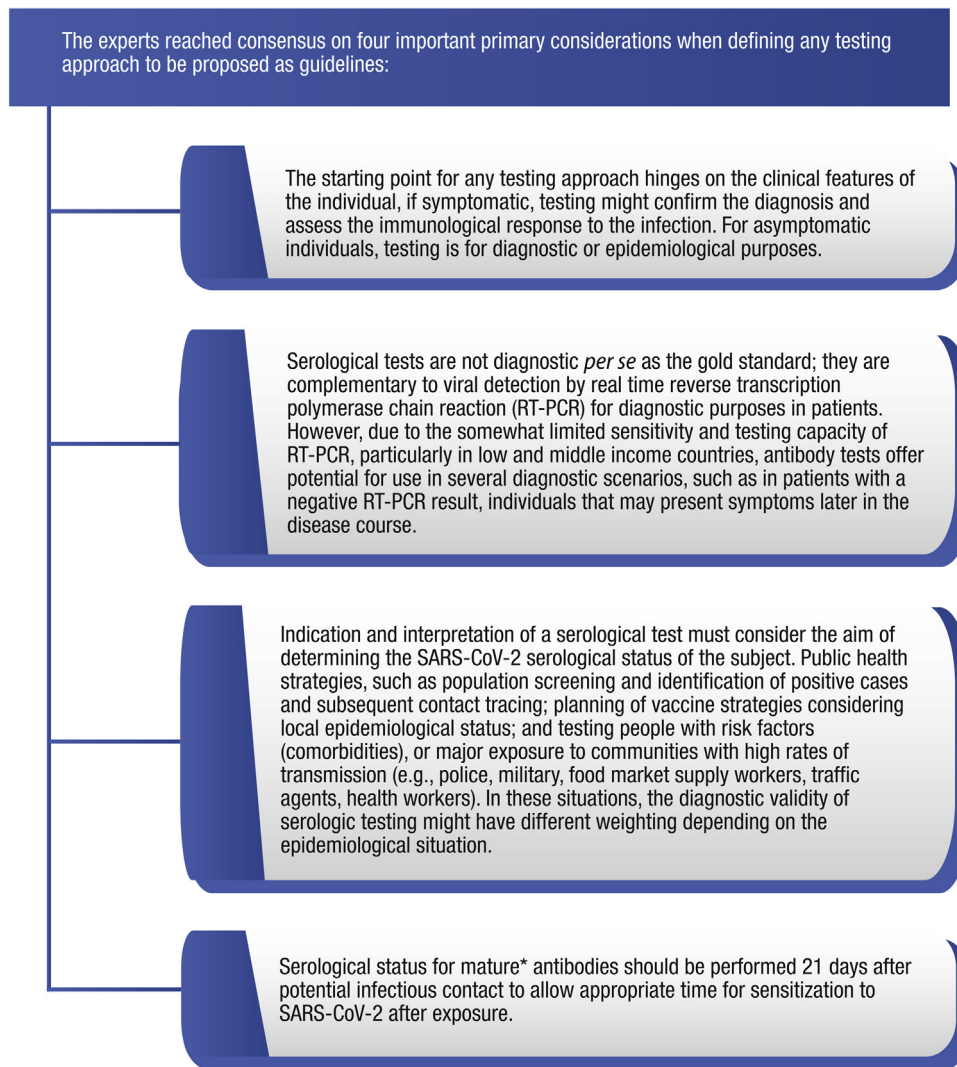 The experts reached consensus on four important primary considerations when defining any testing
approach to be proposed as guidelines:
The starting point for any testing approach hinges on the clinical features of
the individual, if symptomatic, testing might confirm the diagnosis and
assess the immunological response to the infection. For asymptomatic
individuals, testing is for diagnostic or epidemiological purposes.
Serological tests are not diagnostic per se as the gold standard; they are
complementary to viral detection by real time reverse transcription
polymerase chain reaction (RT-PCR) for diagnostic purposes in patients.
However, due to the somewhat limited sensitivity and testing capacity of
RT-PCR, particularly in low and middle income countries, antibody tests offer
potential for use in several diagnostic scenarios, such as in patients with a
negative RT-PCR result, individuals that may present symptoms later in the
disease course.
Indication and interpretation of a serological test must consider the aim of
determining the SARS-CoV-2 serological status of the subject. Public health
strategies, such as population screening and identification of positive cases
and subsequent contact tracing; planning of vaccine strategies considering
local epidemiological status; and testing people with risk factors
(comorbidities), or major exposure to communities with high rates of
transmission (e.g., police, military, food market supply workers, traffic
agents, health workers). In these situations, the diagnostic validity of
serologic testing might have different weighting depending on the
epidemiological situation.
Serological status for mature* antibodies should be performed 21 days after
potential infectious contact to allow appropriate time for sensitization to
SARS-CoV-2 after exposure.